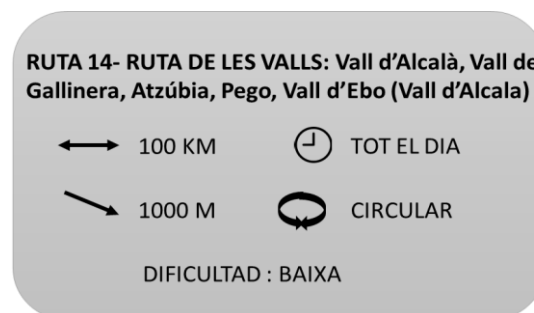 RUTA 14- RUTA DE LES VALLS: Vall d'Alcalà, Vall de
Gallinera, Atzúbia, Pego, Vall d'Ebo (Vall d'Alcala)
100 KM TOT EL DIA
1000 M CIRCULAR
DIFICULTAD : BAIXA